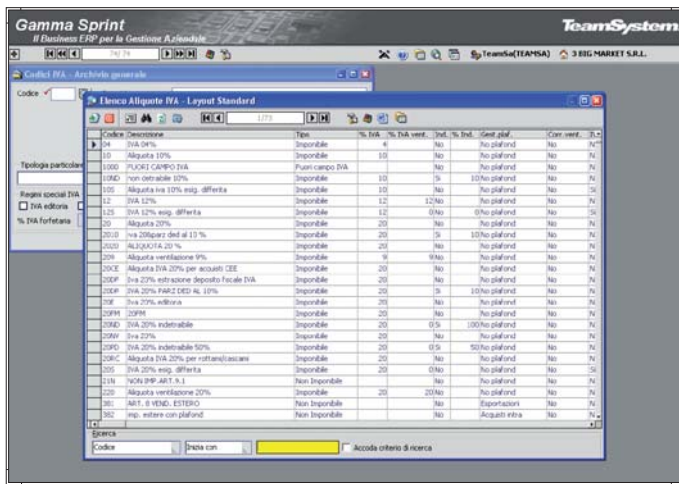 Gamma Sprint
Il Business ERP per la Gestione Aziendale
TeamSystem
74/74
TeamSa(TEAMSA) 3 BIG MARKET S.R.L.
Codici IVA - Archivio generale
Codice
Tipologia particolare
Regimi speciali IVA
IVA editoria
% IVA forfetaria
Elenco Aliquote IVA - Layout Standard
1/73
Codice Descrizione Tipo % IVA % IVA vent. Ind. % Ind. Gest.plaf. Corr. vent.
04 IVA 04% Imponibile 4 No No plafond No N
10 Aliquota 10% Imponibile 10 No No plafond No N
1000 FUORI CAMPO IVA Fuori campo IVA No No plafond No N
10ND non detraibile 10% Imponibile 10 Si 10 No plafond No N
10S Aliquota iva 10% esig. differita Imponibile 10 No No plafond No Si
12 IVA 12% Imponibile 12 12 No No plafond No N
12S IVA 12% esig. differita Imponibile 12 0 No 0 No plafond No Si
20 Aliquota 20% Imponibile 20 No No plafond No N
2010 iva 20&parz ded al 10 % Imponibile 20 Si 10 No plafond No N
2020 ALIQUOTA 20 % Imponibile 20 No No plafond No N
209 Aliquota ventilazione 9% Imponibile 9 9 No No plafond No N
20CE Aliquota IVA 20% per acquisti CEE Imponibile 20 No No plafond No N
20DF Iva 20% estrazione deposito fiscale IVA Imponibile 20 No No plafond No N
20DP IVA 20% PARZ DED AL 10% Imponibile 20 Si 10 No plafond No N
20E Iva 20% editoria Imponibile 20 No No plafond No N
20FM 20FM Imponibile 20 No No plafond No N
20ND IVA 20% indetraibile Imponibile 20 0 Si 100 No plafond No N
20NV Iva 20% Imponibile 20 No No plafond No N
20PD IVA 20% indetraibile 50% Imponibile 20 0 Si 50 No plafond No N
20RC Aliquota IVA 20% per rottami/cascami Imponibile 20 No No plafond No N
20S IVA 20% esig. differita Imponibile 20 0 No No plafond No Si
21N NON IMP.ART.9.1 Non Imponibile No No plafond No N
220 Aliquota ventilazione 20% Imponibile 20 20 No No plafond No N
381 ART. 8 VEND. ESTERO Non Imponibile No Esportazioni No N
382 imp. estere con plafond Non Imponibile No Acquisti intra No N
Ricerca
Codice Inizia con Accoda criterio di ricerca